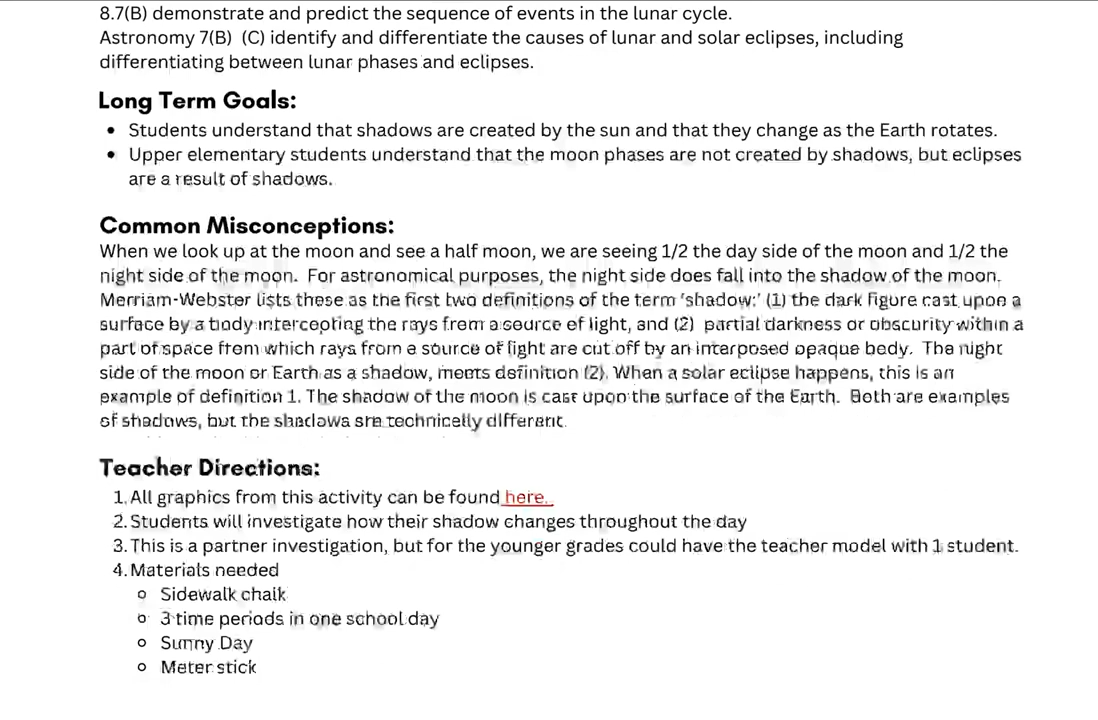 8.7(B) demonstrate and predict the sequence of events in the lunar cycle.
Astronomy 7(B) (C) identify and differentiate the causes of lunar and solar eclipses, including
differentiating between lunar phases and eclipses.
Long Term Goals:
• Students understand that shadows are created by the sun and that they change as the Earth rotates.
• Upper elementary students understand that the moon phases are not created by shadows, but eclipses
are a result of shadows.
Common Misconceptions:
When we look up at the moon and see a half moon, we are seeing 1/2 the day side of the moon and 1/2 the
night side of the moon. For astronomical purposes, the night side does fall into the shadow of the moon.
Merriam-Webster lists these as the first two definitions of the term 'shadow:' (1) the dark figure cast upon a
surface by a body intercepting the rays from a source of light, and (2) partial darkness or obscurity within a
part of space from which rays from a source of light are cut off by an interposed opaque body. The night
side of the moon or Earth as a shadow, meets definition (2). When a solar eclipse happens, this is an
example of definition 1. The shadow of the moon is cast upon the surface of the Earth. Both are examples
of shadows, but the shadows are technically different.
Teacher Directions:
1. All graphics from this activity can be found here.
2. Students will investigate how their shadow changes throughout the day
3. This is a partner investigation, but for the younger grades could have the teacher model with 1 student.
4. Materials needed
○ Sidewalk chalk
○ 3 time periods in one school day
○ Sunny Day
○ Meter stick